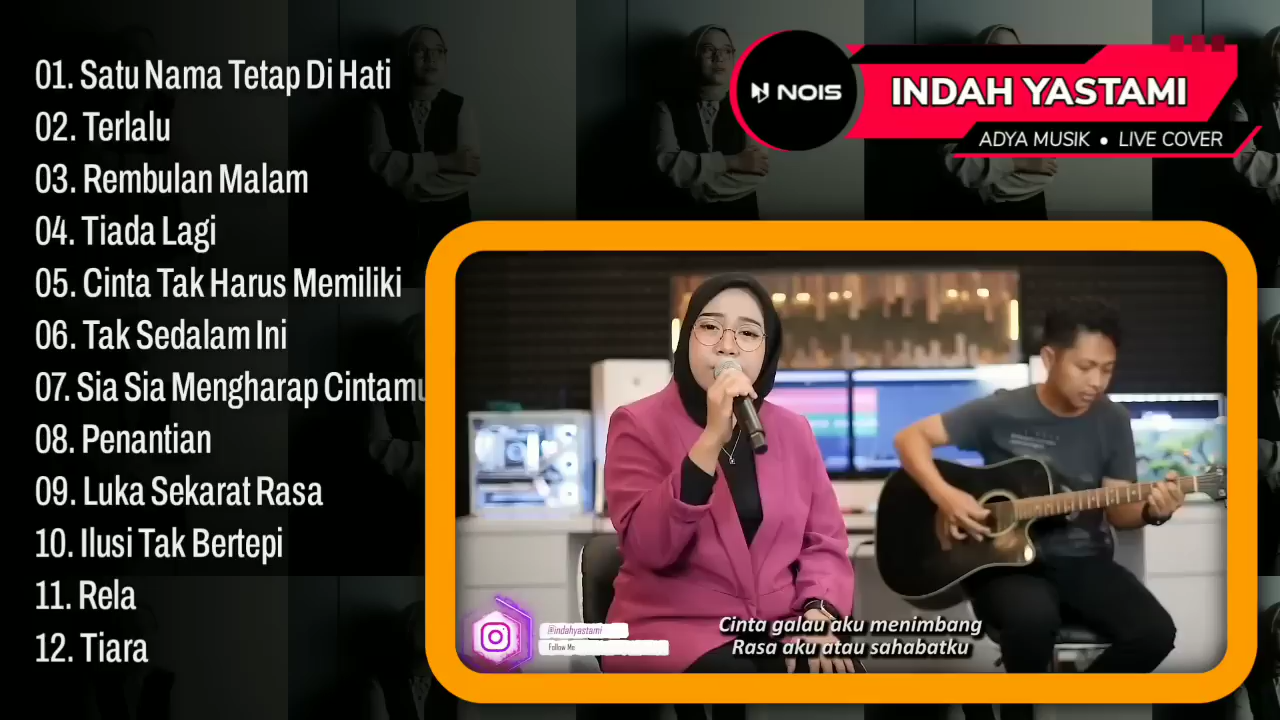 01. Satu Nama Tetap Di Hati
02. Terlalu
03. Rembulan Malam
04. Tiada Lagi
05. Cinta Tak Harus Memiliki
06. Tak Sedalam Ini
07. Sia Sia Mengharap Cintamu
08. Penantian
09. Luka Sekarat Rasa
10. Ilusi Tak Bertepi
11. Rela
12. Tiara
NOIS
INDAH YASTAMI
ADYA MUSIK • LIVE COVER
@indahyastami
Follow Me
Cinta galau aku menimbang
Rasa aku atau sahabatku